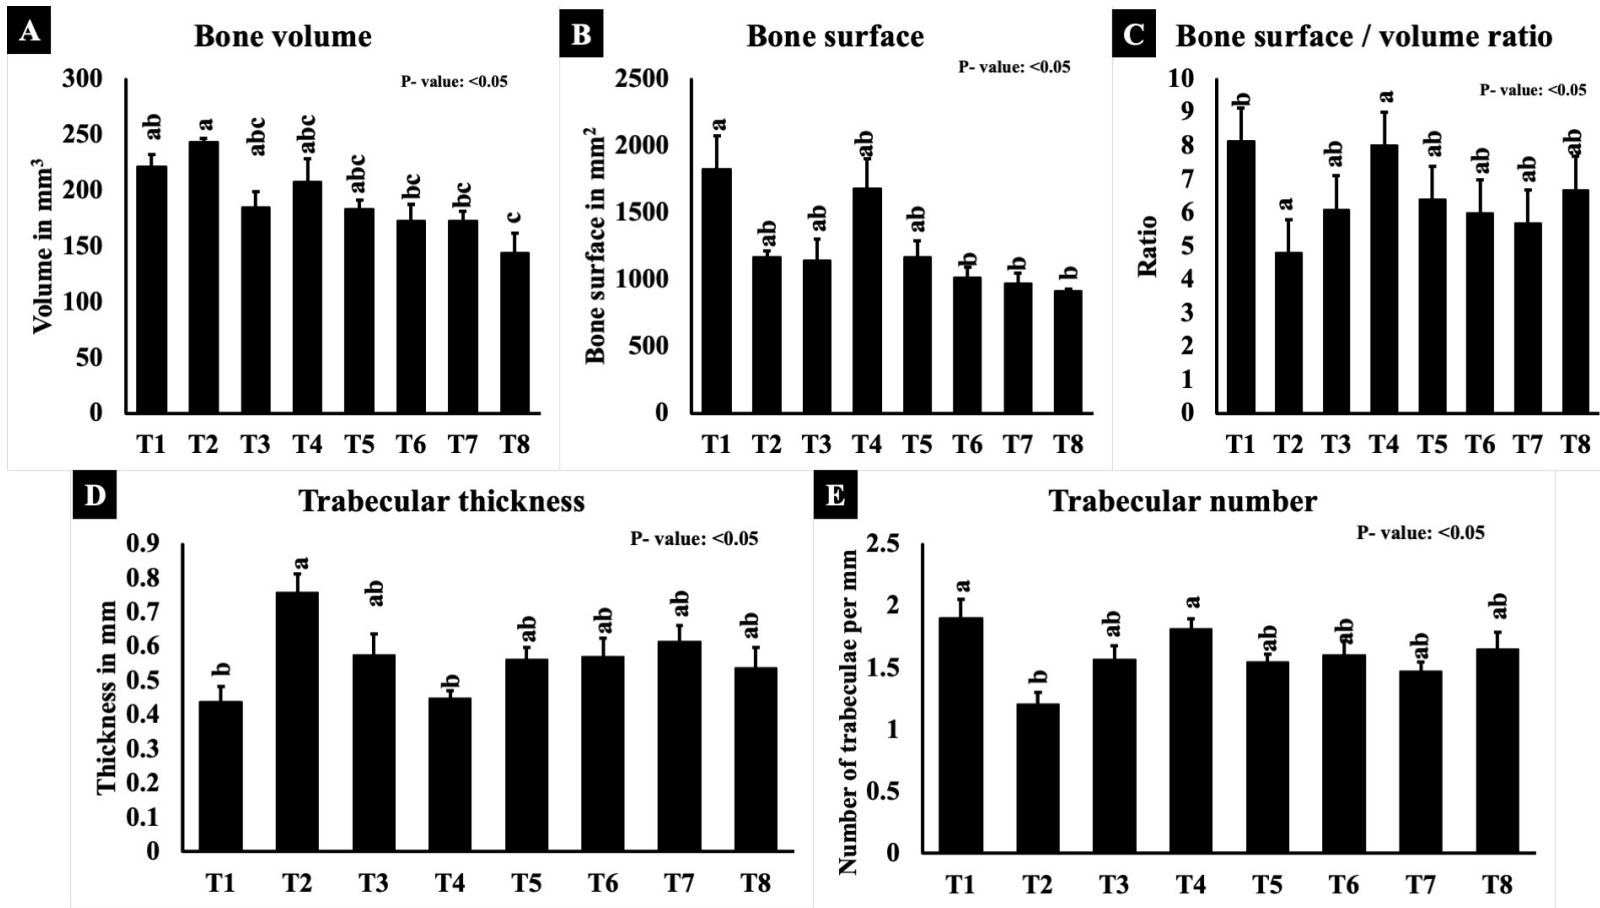 A
Bone volume
P- value: <0.05
Volume in mm³
300
250
200
150
100
50
0
ab
a
abc
abc
abc
bc
bc
c
T1 T2 T3 T4 T5 T6 T7 T8
B
Bone surface
P- value: <0.05
Bone surface in mm²
2500
2000
1500
1000
500
0
a
ab
ab
ab
ab
b
b
b
T1 T2 T3 T4 T5 T6 T7 T8
C
Bone surface / volume ratio
P- value: <0.05
Ratio
10
9
8
7
6
5
4
3
2
1
0
b
a
ab
a
ab
ab
ab
ab
T1 T2 T3 T4 T5 T6 T7 T8
D
Trabecular thickness
P- value: <0.05
Thickness in mm
0.9
0.8
0.7
0.6
0.5
0.4
0.3
0.2
0.1
0
b
a
ab
b
ab
ab
ab
ab
T1 T2 T3 T4 T5 T6 T7 T8
E
Trabecular number
P- value: <0.05
Number of trabeculae per mm
2.5
2
1.5
1
0.5
0
a
b
ab
a
ab
ab
ab
ab
T1 T2 T3 T4 T5 T6 T7 T8